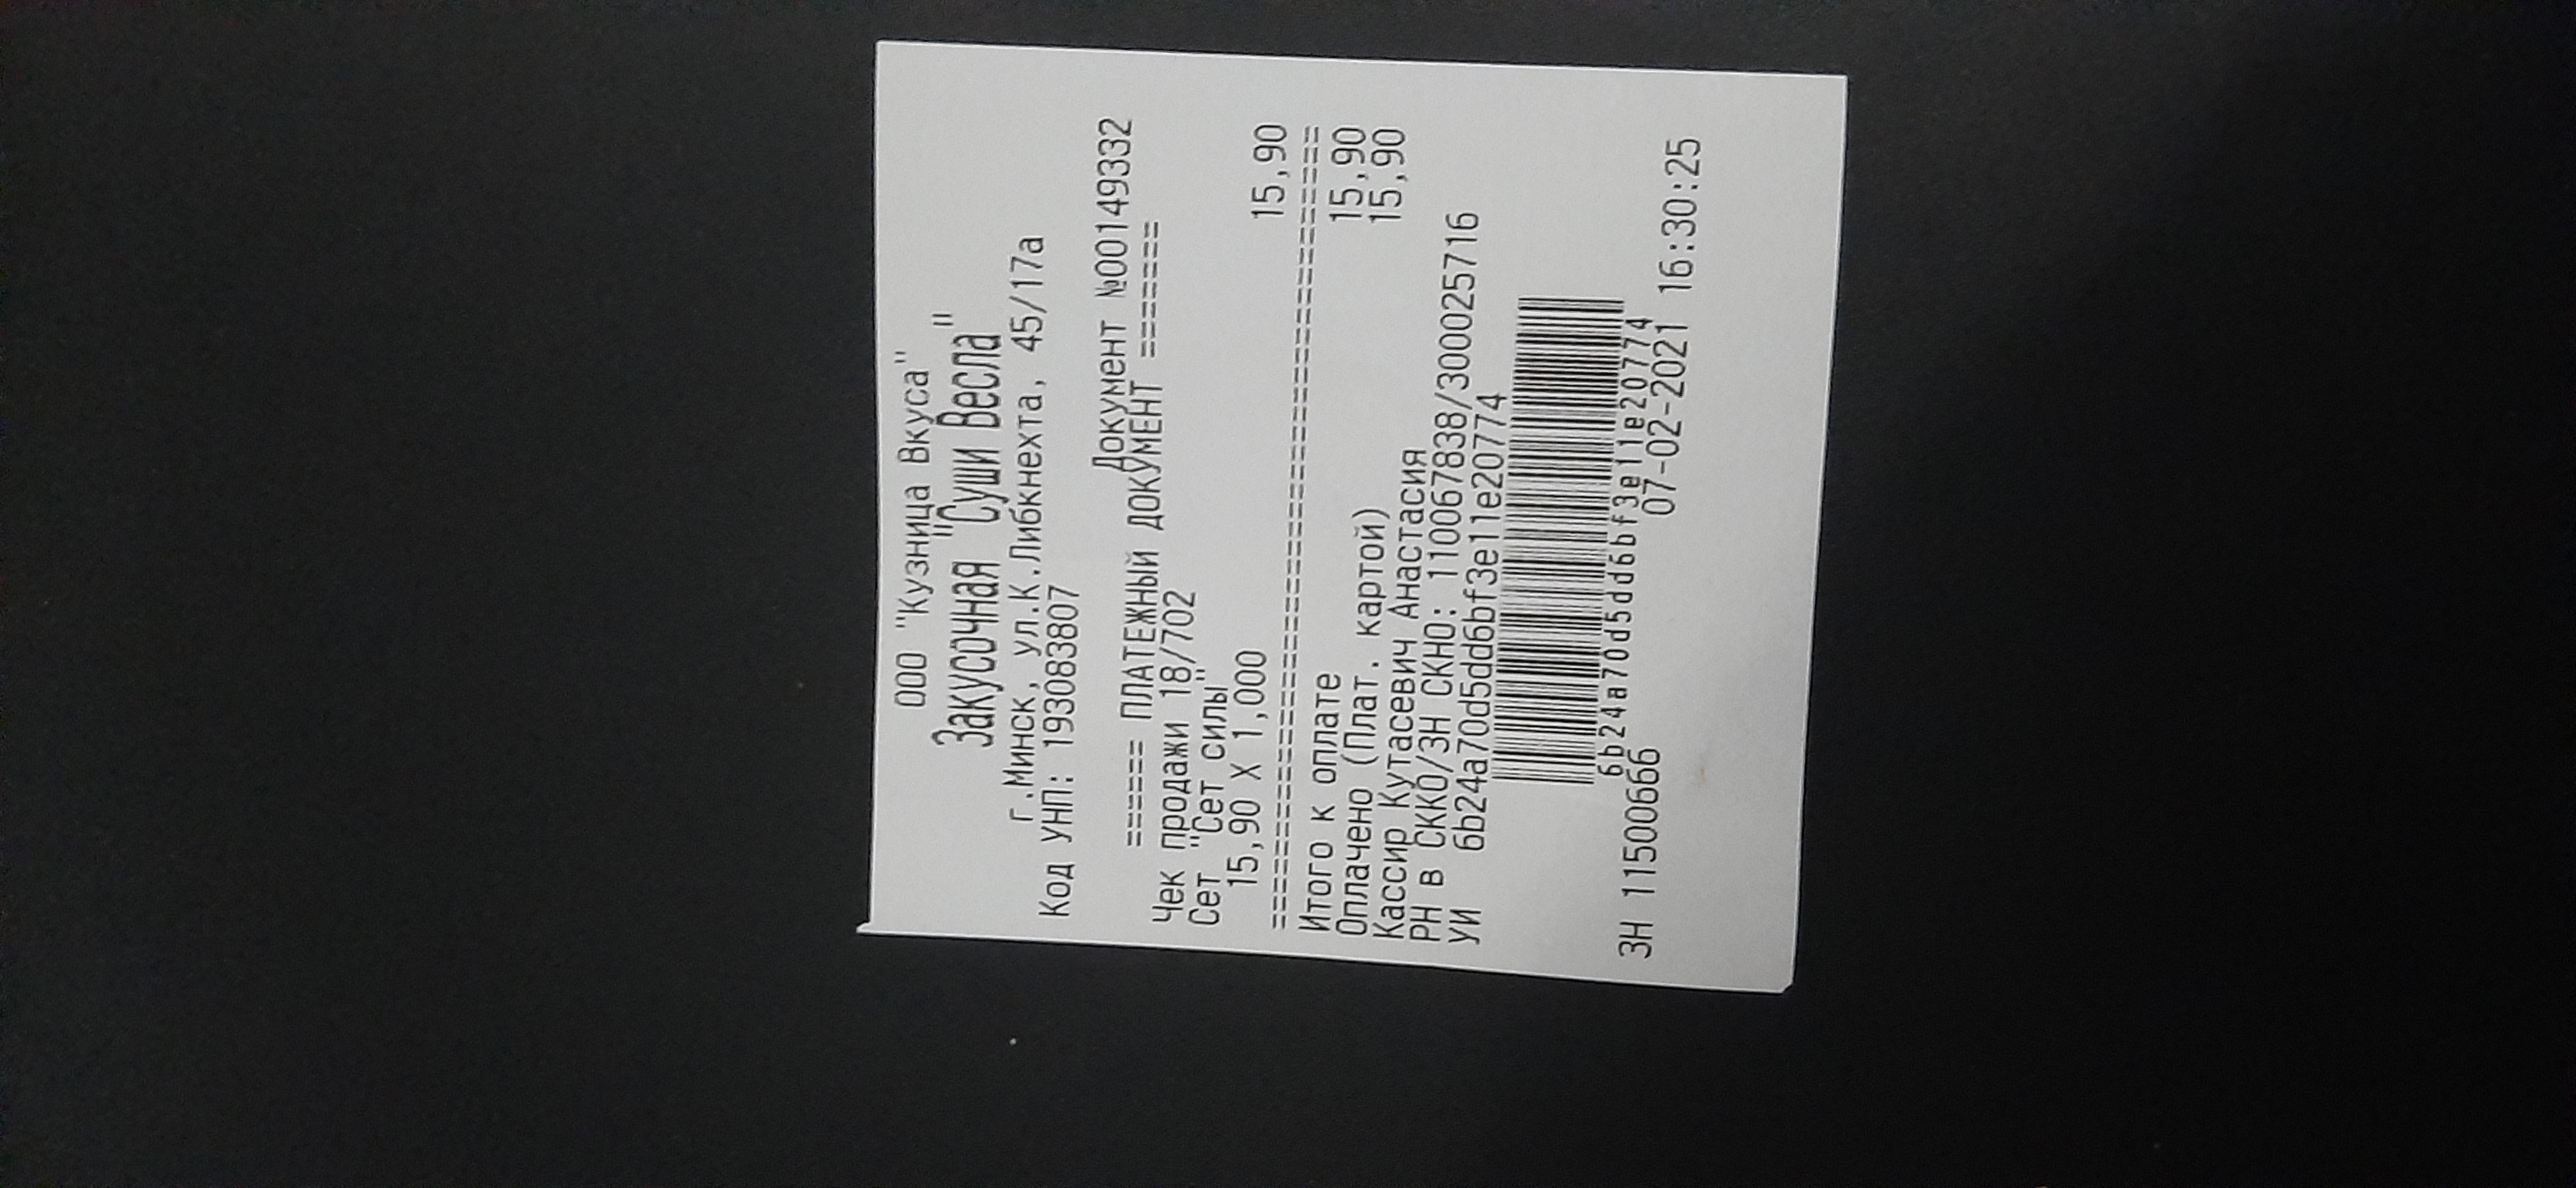 ООО "Кузница Вкуса"
Закусочная "Суши Весла"
г.Минск, ул.К.Либкнехта, 45/17а
Код УНП: 193083807
Документ №00149332
====== ПЛАТЕЖНЫЙ ДОКУМЕНТ ========
Чек продажи 18/702
Сет "Сет силы"
15,90 X 1,000 15,90
================================================
Итого к оплате 15,90
Оплачено (Плат. картой) 15,90
Кассир Кутасевич Анастасия
РН в СККО/ЗН СКНО: 110067838/300025716
УИ 6b24a70d5dd6bf3e11e20774
6b24a70d5dd6bf3e11e20774
ЗН 11500666 07-02-2021 16:30:25